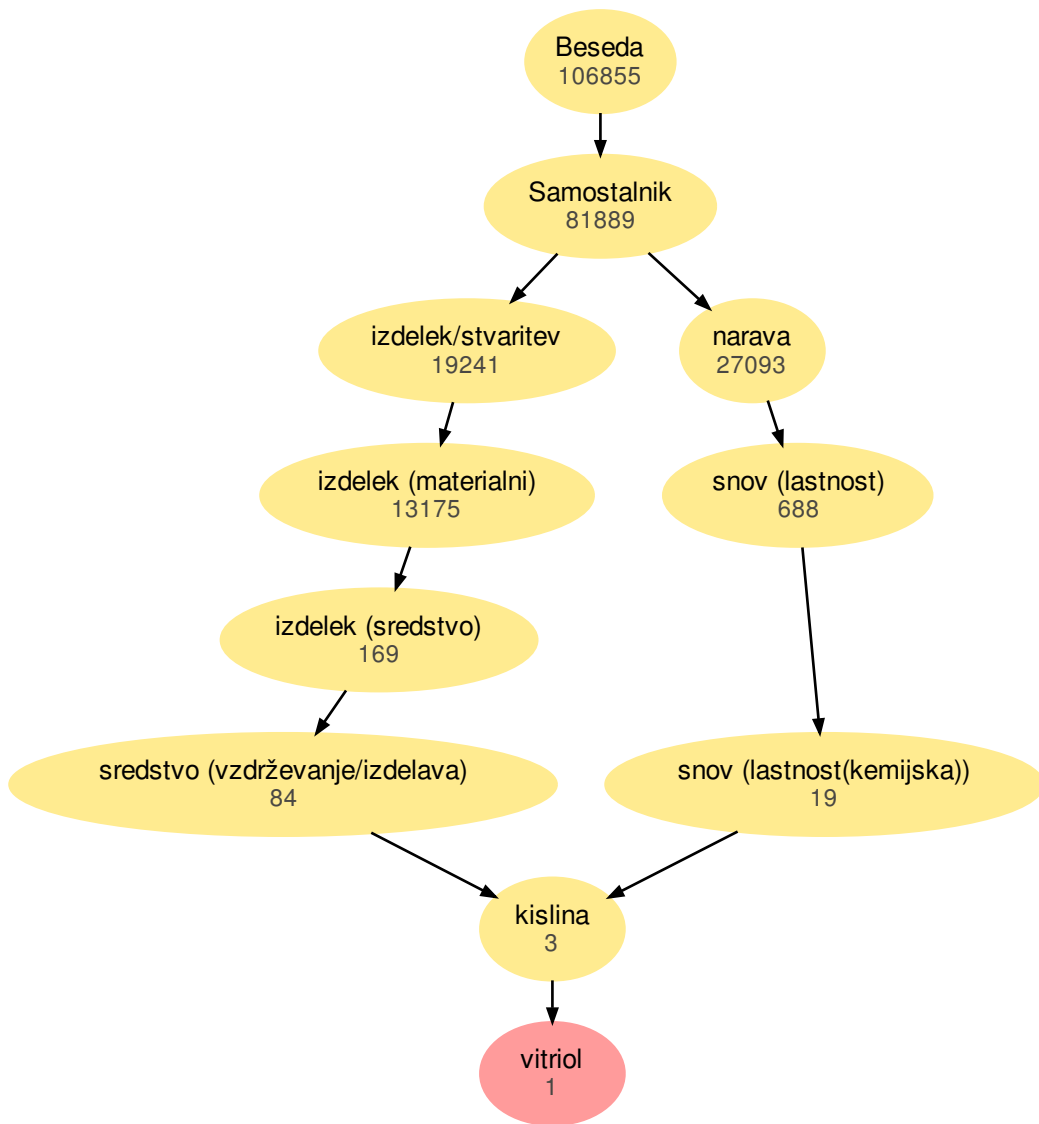 Beseda
106855
Samostalnik
81889
izdelek/stvaritev
19241
narava
27093
izdelek (materialni)
13175
snov (lastnost)
688
izdelek (sredstvo)
169
sredstvo (vzdrževanje/izdelava)
84
snov (lastnost(kemijska))
19
kislina
3
vitriol
1